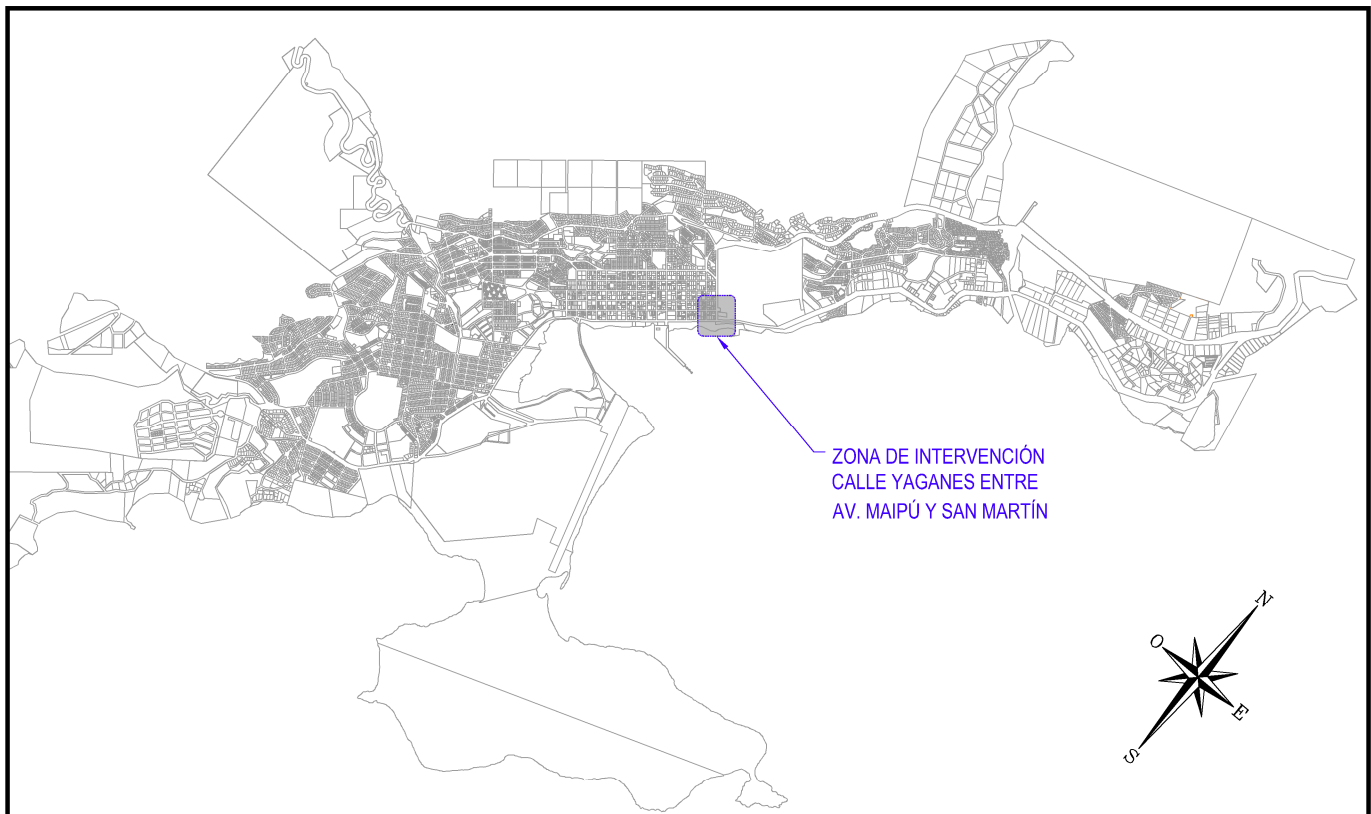 ZONA DE INTERVENCIÓN
CALLE YAGANES ENTRE
AV. MAIPÚ Y SAN MARTÍN
N
O
E
S